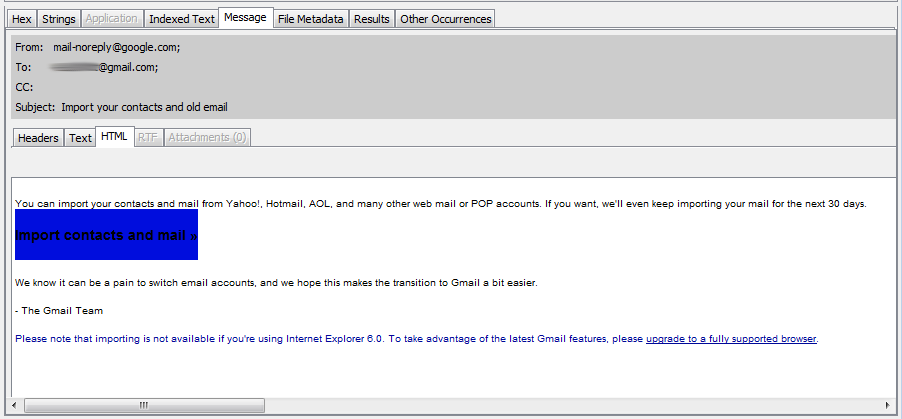 Hex Strings Application Indexed Text Message File Metadata Results Other Occurrences
From: mail-noreply@google.com;
To: @gmail.com;
CC:
Subject: Import your contacts and old email
Headers Text HTML RTF Attachments (0)
You can import your contacts and mail from Yahoo!, Hotmail, AOL, and many other web mail or POP accounts. If you want, we'll even keep importing your mail for the next 30 days.
Import contacts and mail »
We know it can be a pain to switch email accounts, and we hope this makes the transition to Gmail a bit easier.
- The Gmail Team
Please note that importing is not available if you're using Internet Explorer 6.0. To take advantage of the latest Gmail features, please upgrade to a fully supported browser.